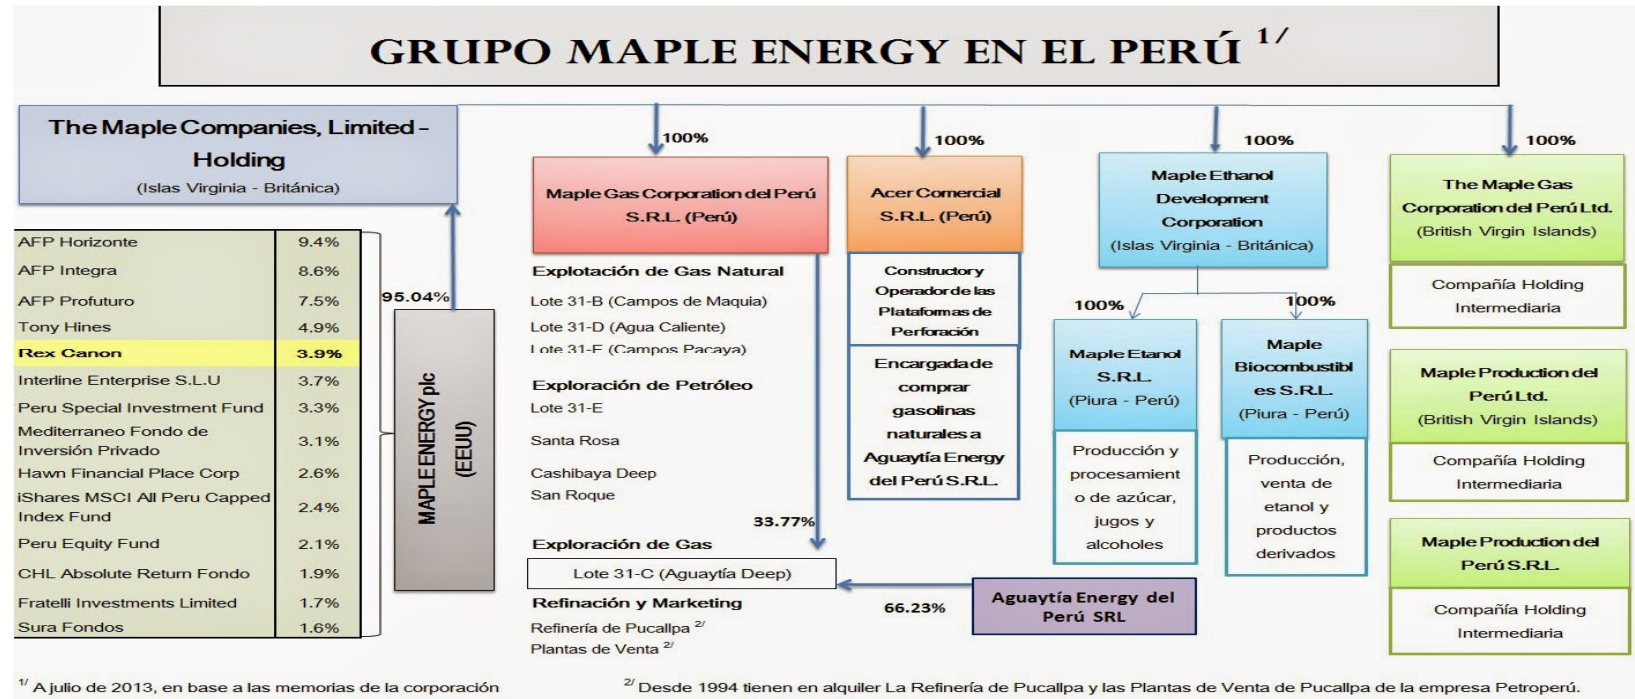 GRUPO MAPLE ENERGY EN EL PERÚ 1/
The Maple Companies, Limited –
Holding
(Islas Virginia - Británica)
AFP Horizonte 9.4%
AFP Integra 8.6%
AFP Profuturo 7.5%
Tony Hines 4.9%
Rex Canon 3.9%
Interline Enterprise S.L.U 3.7%
Peru Special Investment Fund 3.3%
Mediterraneo Fondo de
Inversión Privado 3.1%
Hawn Financial Place Corp 2.6%
iShares MSCI All Peru Capped
Index Fund 2.4%
Peru Equity Fund 2.1%
CHL Absolute Return Fondo 1.9%
Fratelli Investments Limited 1.7%
Sura Fondos 1.6%
95.04%
MAPLE ENERGY plc
(EEUU)
100%
Maple Gas Corporation del Perú
S.R.L. (Perú)
Explotación de Gas Natural
Lote 31-B (Campos de Maquia)
Lote 31-D (Agua Caliente)
Lote 31-E (Campos Pacaya)
Exploración de Petróleo
Lote 31-E
Santa Rosa
Cashibaya Deep
San Roque
33.77%
Exploración de Gas
Lote 31-C (Aguaytía Deep)
Refinación y Marketing
Refinería de Pucallpa 2/
Plantas de Venta 2/
66.23%
Aguaytía Energy del
Perú SRL
100%
Acer Comercial
S.R.L. (Perú)
Constructor y
Operador de las
Plataformas de
Perforación
Encargada de
comprar
gasolinas
naturales a
Aguaytía Energy
del Perú S.R.L.
100%
Maple Ethanol
Development
Corporation
(Islas Virginia - Británica)
100%
Maple Etanol
S.R.L.
(Piura - Perú)
Producción y
procesamient
o de azúcar,
jugos y
alcoholes
100%
Maple
Biocombustibl
es S.R.L.
(Piura - Perú)
Producción,
venta de
etanol y
productos
derivados
100%
The Maple Gas
Corporation del Perú Ltd.
(British Virgin Islands)
Compañía Holding
Intermediaria
Maple Production del
Perú Ltd.
(British Virgin Islands)
Compañía Holding
Intermediaria
Maple Production del
Perú S.R.L.
Compañía Holding
Intermediaria
1/ A julio de 2013, en base a las memorias de la corporación
2/ Desde 1994 tienen en alquiler La Refinería de Pucallpa y las Plantas de Venta de Pucallpa de la empresa Petroperú.